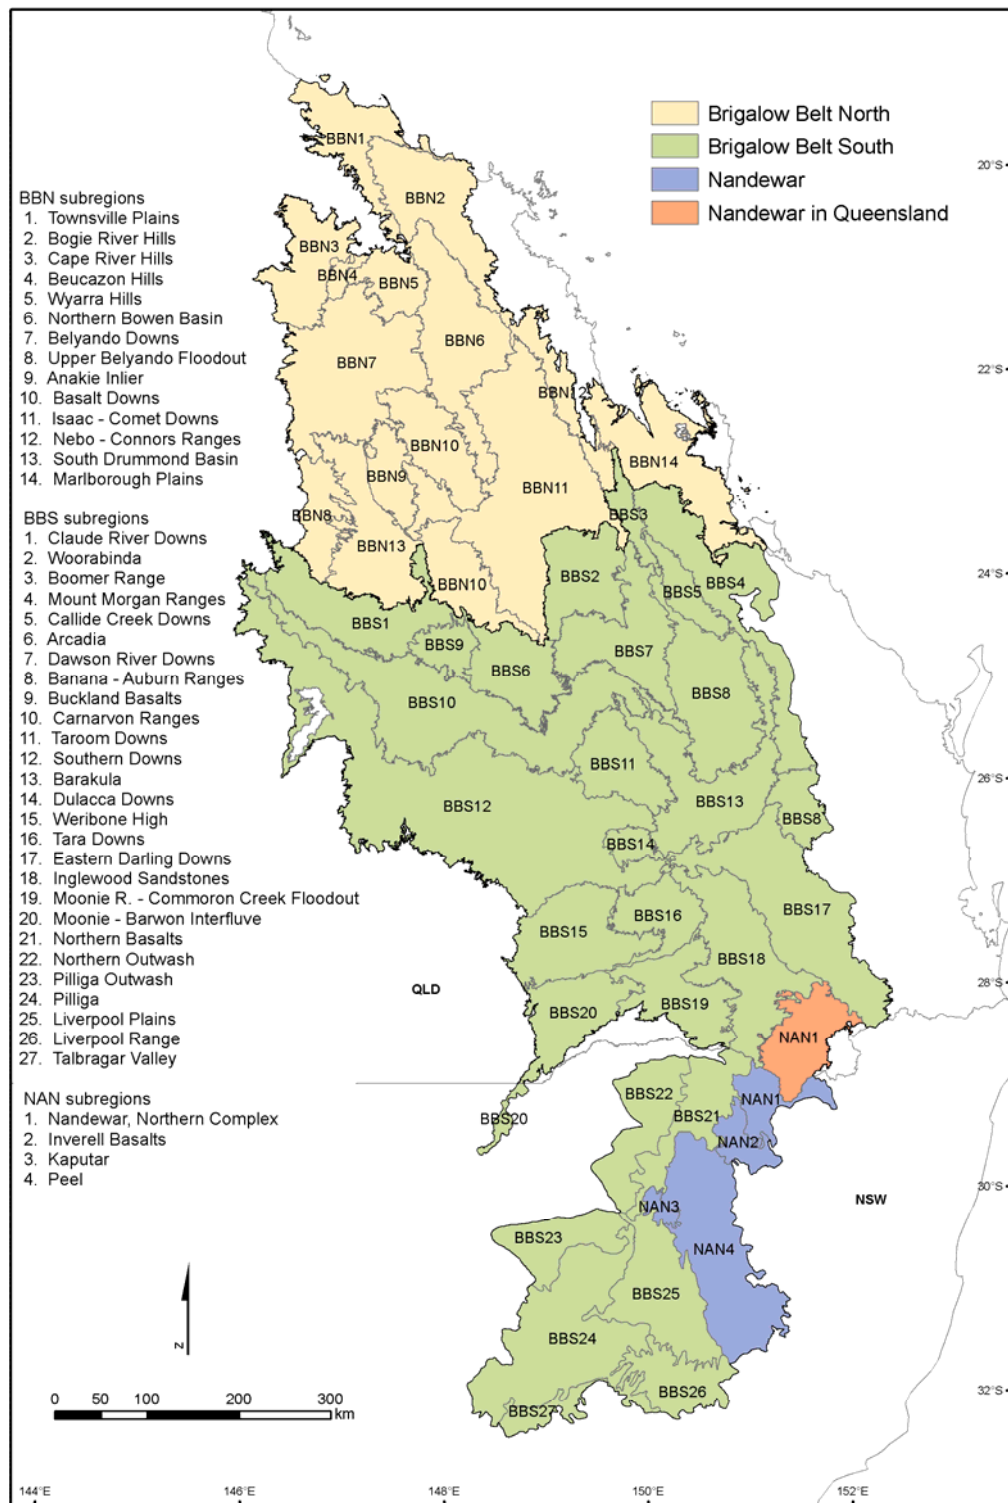 Brigalow Belt North
Brigalow Belt South
Nandewar
Nandewar in Queensland
BBN subregions
1. Townsville Plains
2. Bogie River Hills
3. Cape River Hills
4. Beucazon Hills
5. Wyarra Hills
6. Northern Bowen Basin
7. Belyando Downs
8. Upper Belyando Floodout
9. Anakie Inlier
10. Basalt Downs
11. Isaac - Comet Downs
12. Nebo - Connors Ranges
13. South Drummond Basin
14. Marlborough Plains
BBS subregions
1. Claude River Downs
2. Woorabinda
3. Boomer Range
4. Mount Morgan Ranges
5. Callide Creek Downs
6. Arcadia
7. Dawson River Downs
8. Banana - Auburn Ranges
9. Buckland Basalts
10. Carnarvon Ranges
11. Taroom Downs
12. Southern Downs
13. Barakula
14. Dulacca Downs
15. Weribone High
16. Tara Downs
17. Eastern Darling Downs
18. Inglewood Sandstones
19. Moonie R. - Commoron Creek Floodout
20. Moonie - Barwon Interfluve
21. Northern Basalts
22. Northern Outwash
23. Pilliga Outwash
24. Pilliga
25. Liverpool Plains
26. Liverpool Range
27. Talbragar Valley
NAN subregions
1. Nandewar, Northern Complex
2. Inverell Basalts
3. Kaputar
4. Peel
BBN1
BBN2
BBN3
BBN4
BBN5
BBN6
BBN7
BBN12
BBN10
BBN14
BBN9
BBN11
BBN8
BBS3
BBN13
BBN10
BBS2
BBS5
BBS4
BBS1
BBS9
BBS7
BBS6
BBS8
BBS10
BBS11
BBS12
BBS13
BBS8
BBS14
BBS16
BBS17
BBS15
BBS18
QLD
BBS19
BBS20
NAN1
BBS22
NAN1
BBS21
BBS20
NAN2
NSW
NAN3
BBS23
NAN4
BBS25
BBS24
BBS26
BBS27
20°S
22°S
24°S
26°S
28°S
30°S
32°S
N
0 50 100 200 300
km
144°E 146°E 148°E 150°E 152°E